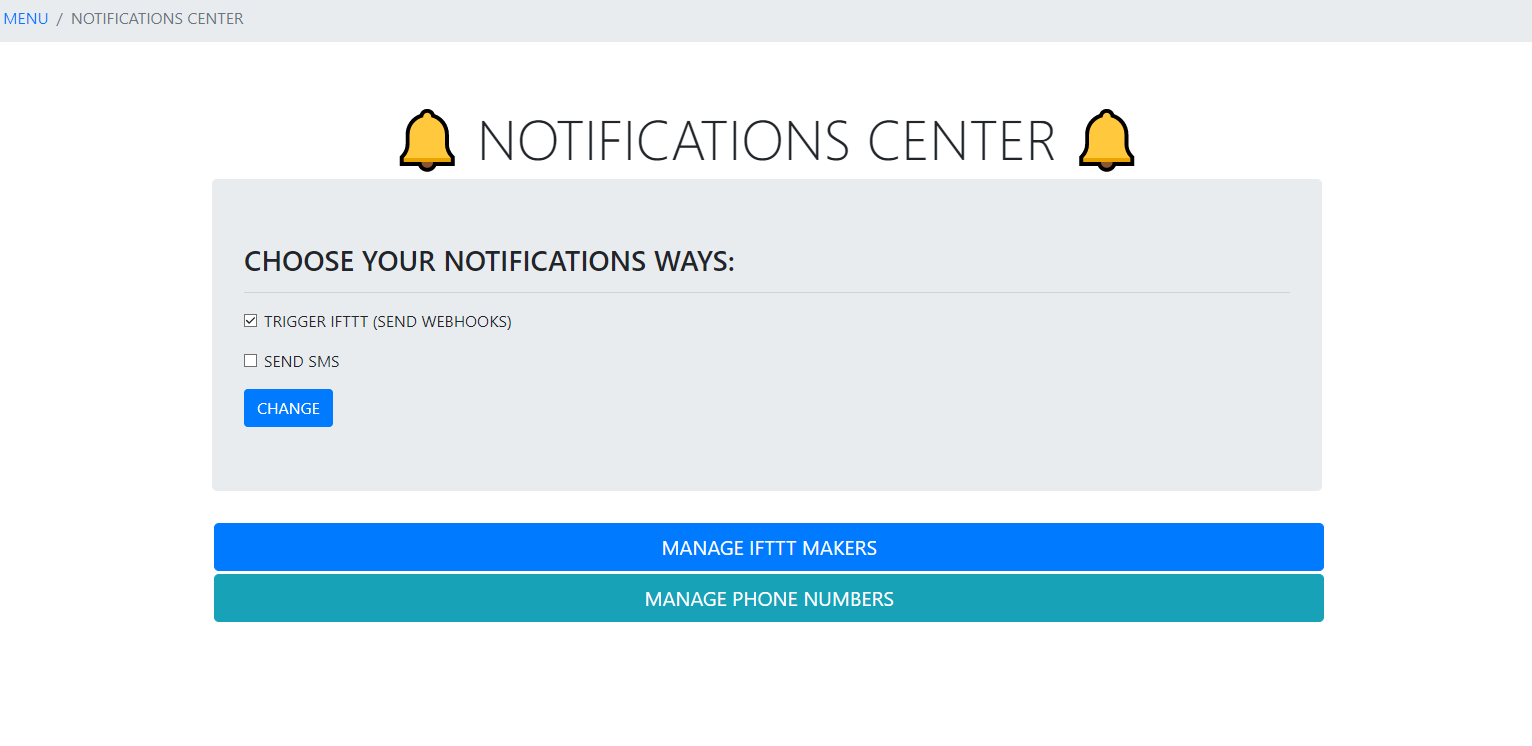 MENU / NOTIFICATIONS CENTER
NOTIFICATIONS CENTER
CHOOSE YOUR NOTIFICATIONS WAYS:
TRIGGER IFTTT (SEND WEBHOOKS)
SEND SMS
CHANGE
MANAGE IFTTT MAKERS
MANAGE PHONE NUMBERS